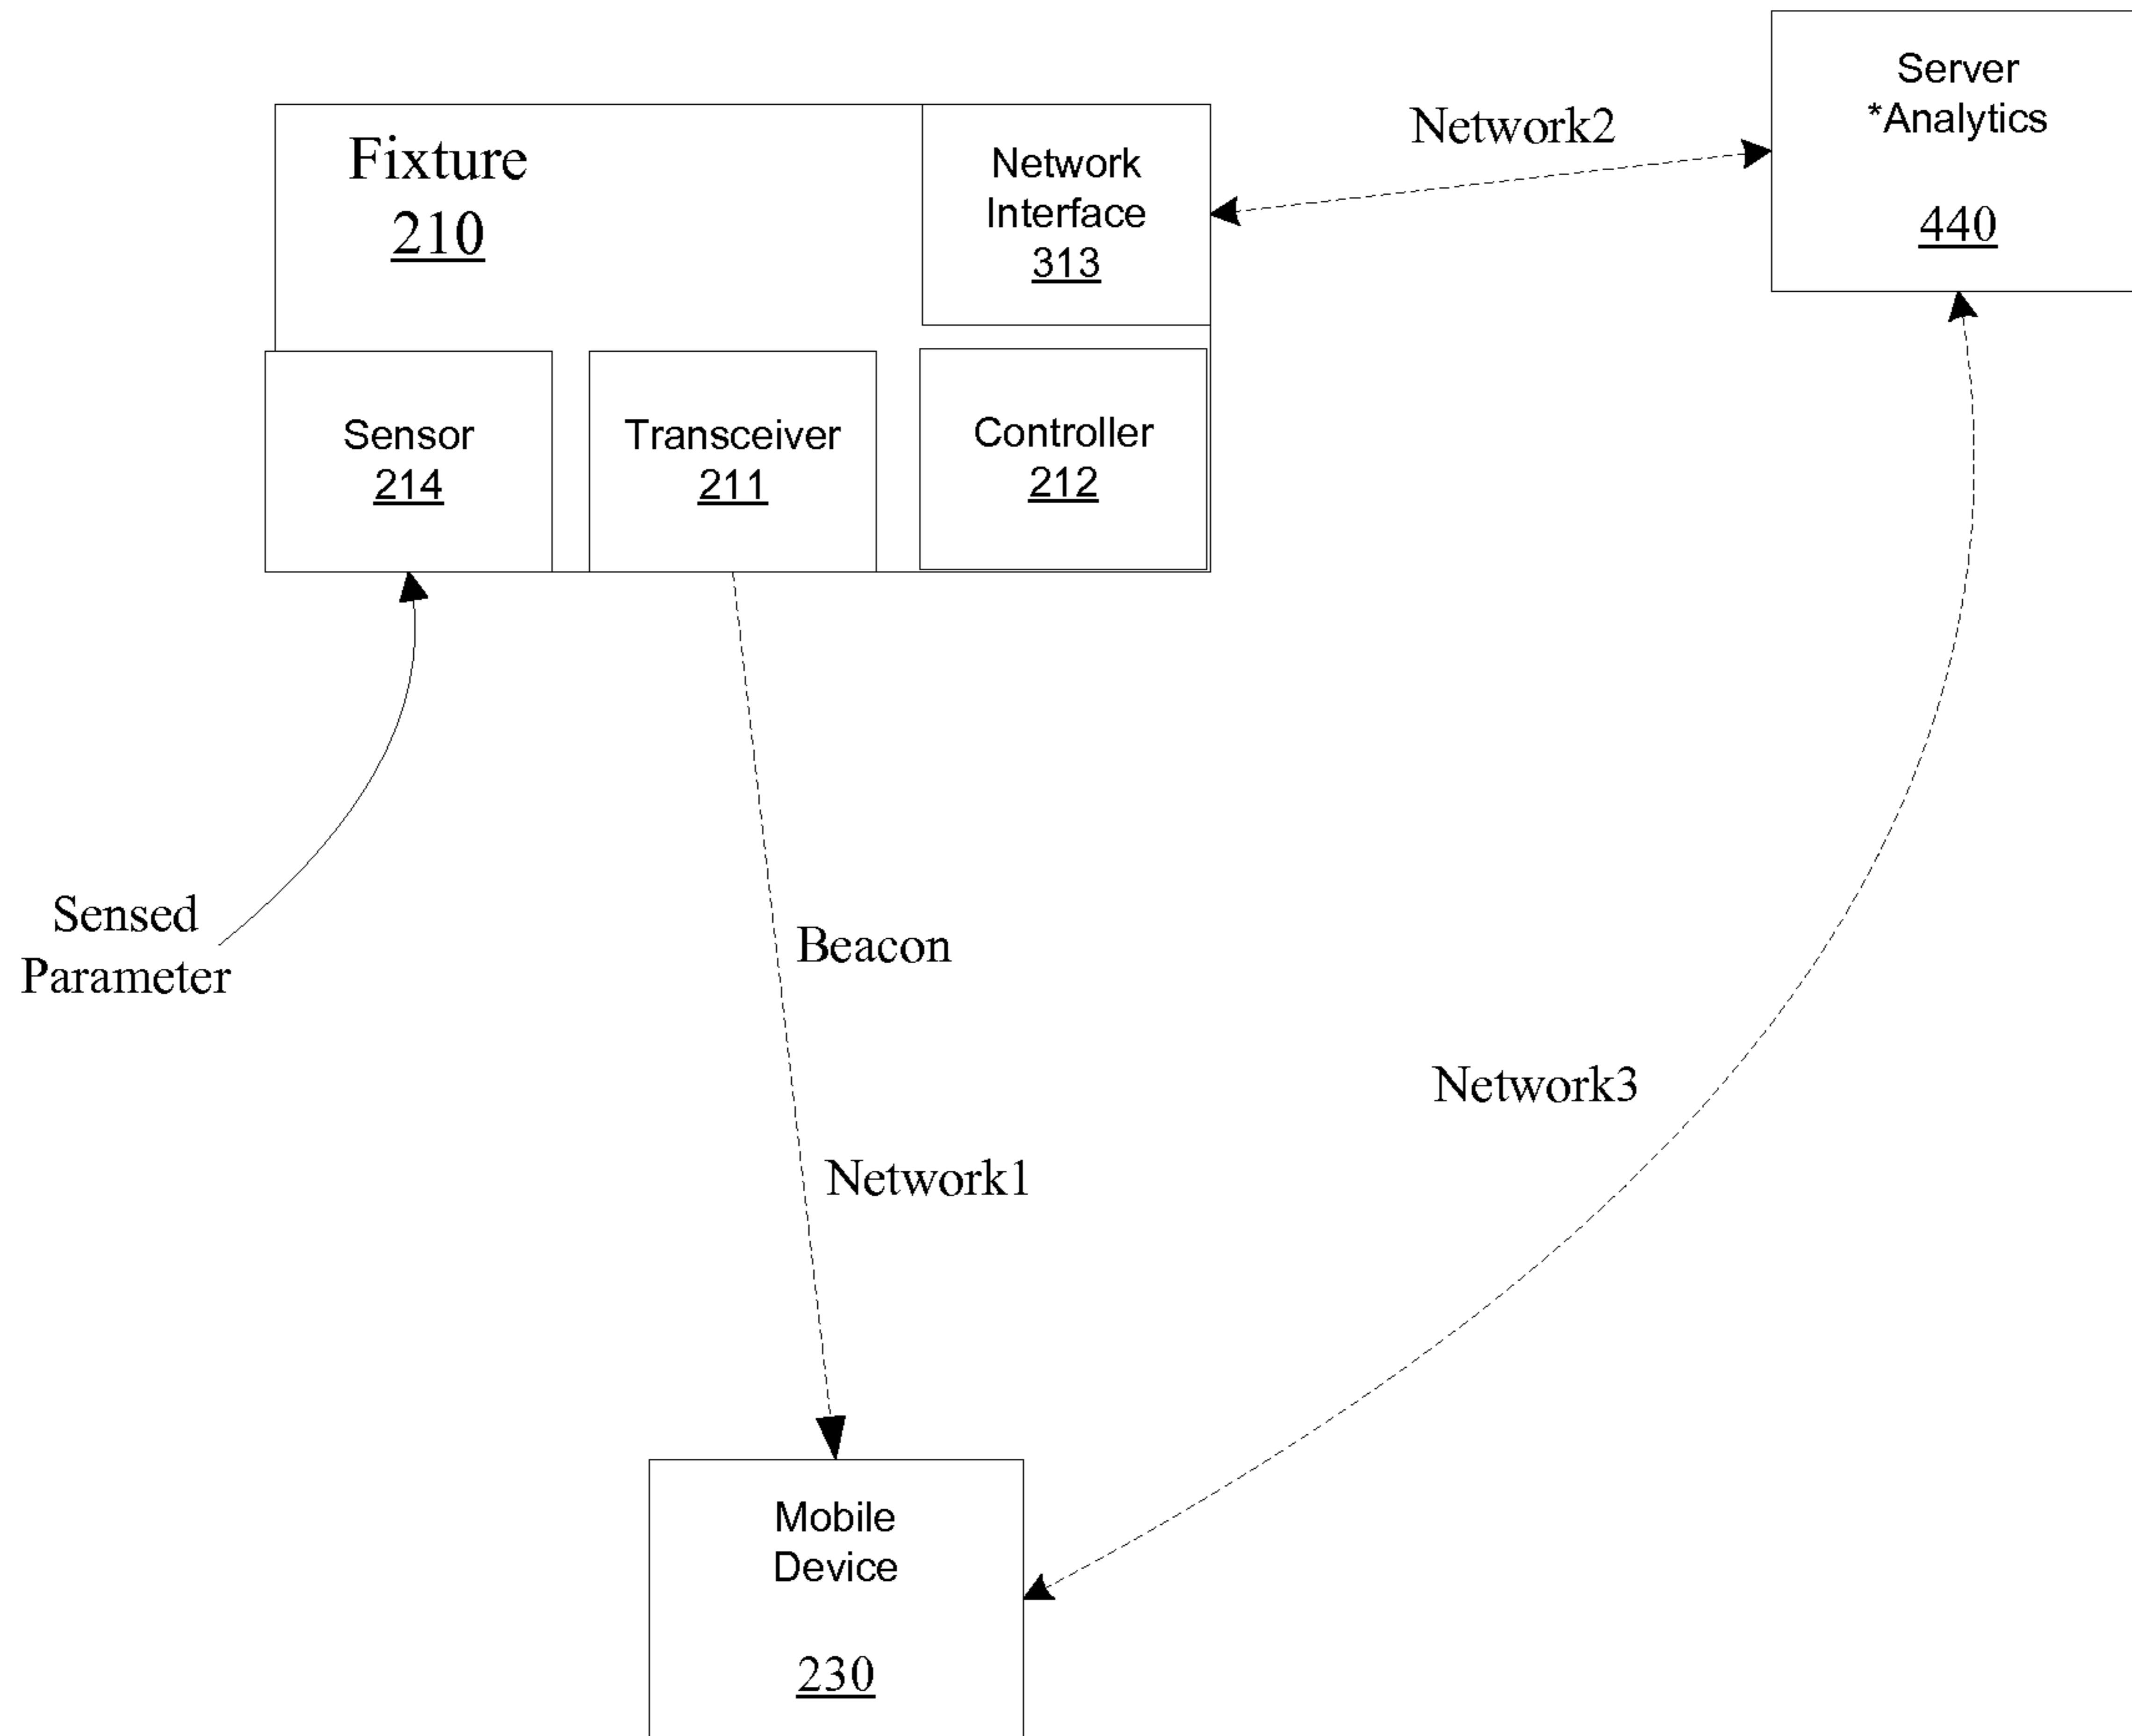 Server
*Analytics
440
Network2
Fixture
210
Network
Interface
313
Sensor
214
Transceiver
211
Controller
212
Sensed
Parameter
Beacon
Network1
Network3
Mobile
Device
230